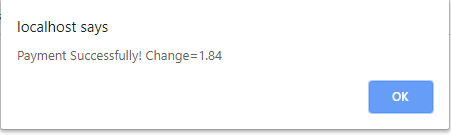 localhost says
Payment Successfully! Change=1.84
OK